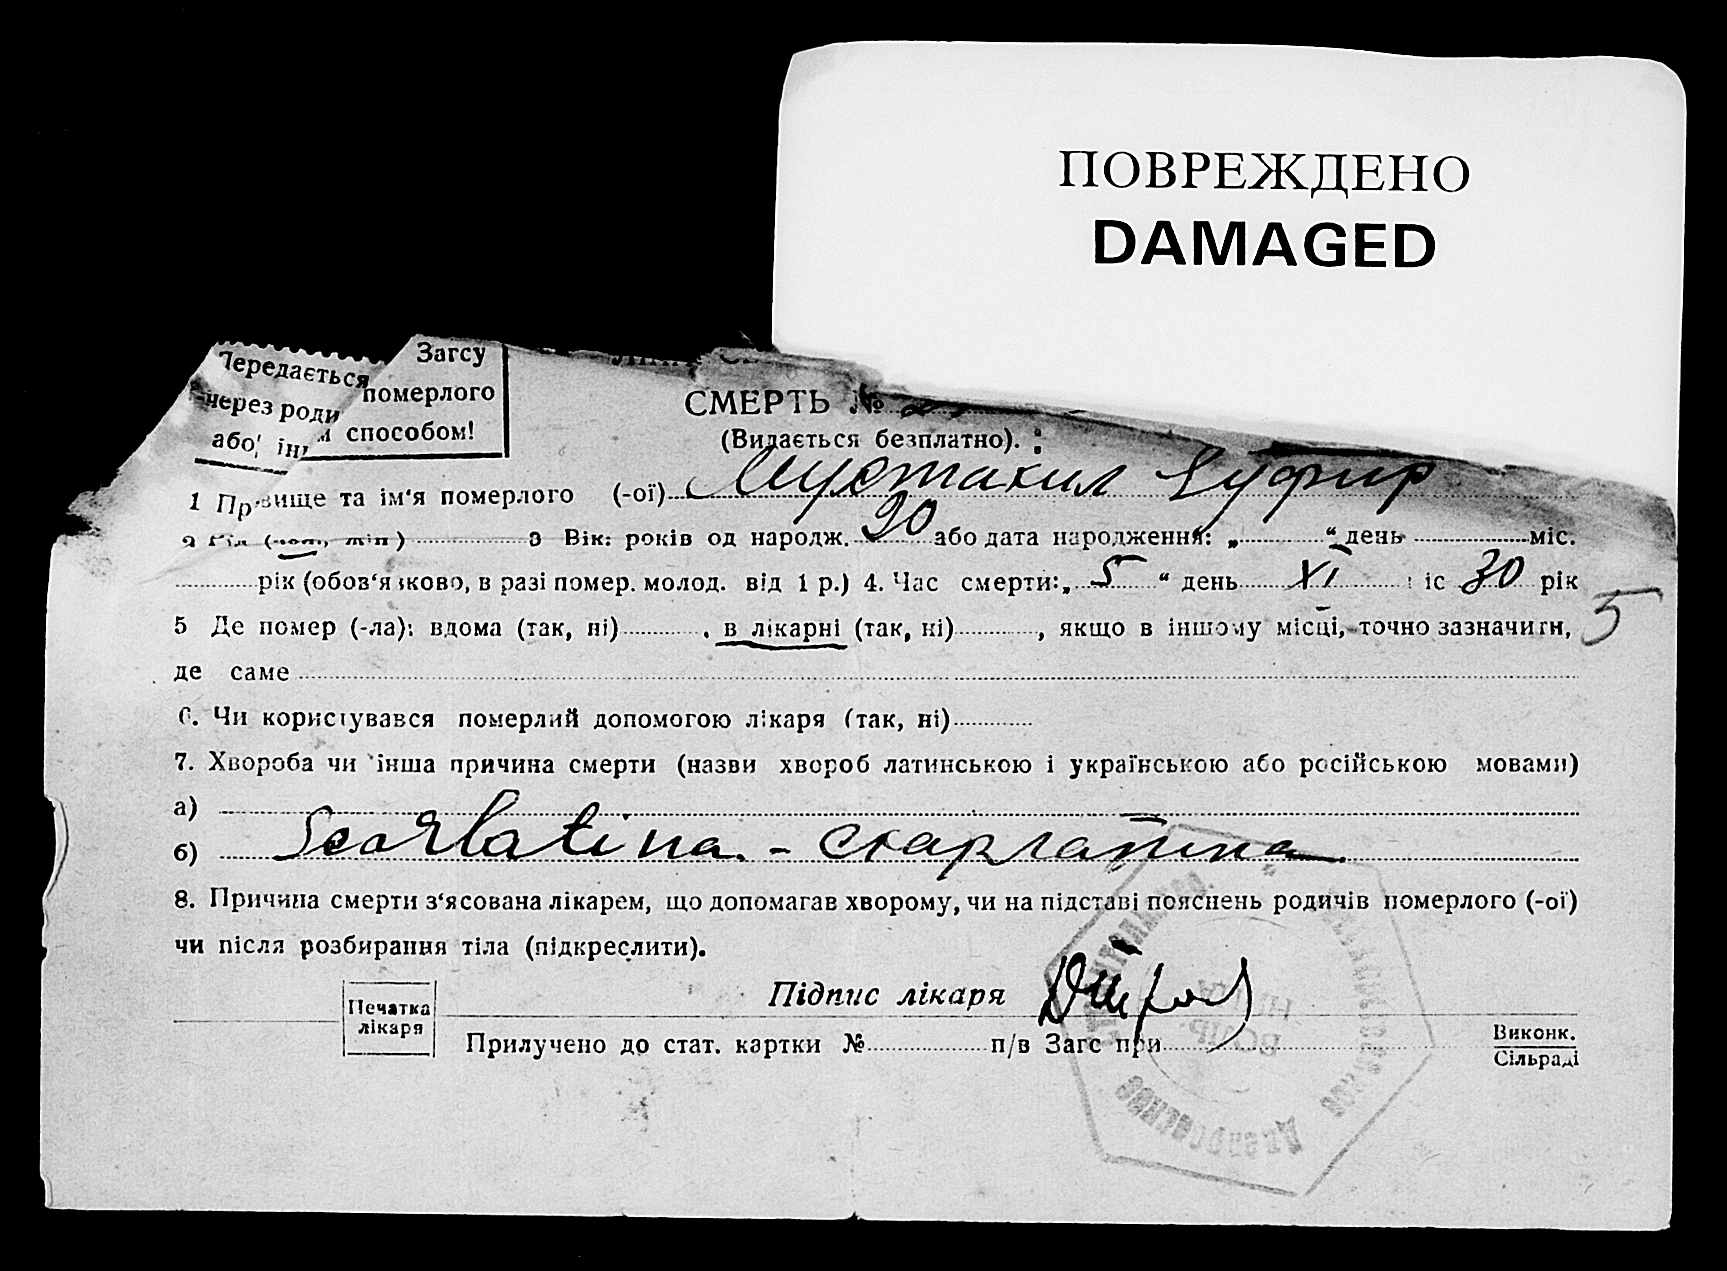 ПОВРЕЖДЕНО
DAMAGED
Передається Загсу
через роди померлого
або інш способом!
СМЕРТЬ №
(Видається безплатно).
1 Прізвище та ім'я померлого (-ої) Мустакил
3 Вік: років од народж. 20 або дата народження: „ “ день міс.
рік (обов'язково, в разі помер. молод. від 1 р.) 4. Час смерти: „ 5 “ день XI міс 30 рік
5 Де помер (-ла): вдома (так, ні) , в лікарні (так, ні) , якщо в іншому місці, точно зазначити, 5
де саме
6. Чи користувався померлий допомогою лікаря (так, ні)
7. Хвороба чи інша причина смерти (назви хвороб латинською і українською або російською мовами)
а)
б) Scarlatina - скарлатина
8. Причина смерти з'ясована лікарем, що допомагав хворому, чи на підставі пояснень родичів померлого (-ої)
чи після розбирання тіла (підкреслити).
Підпис лікаря
Печатка
лікаря
Прилучено до стат. картки № п/в Загс при
Виконк.
Сільраді